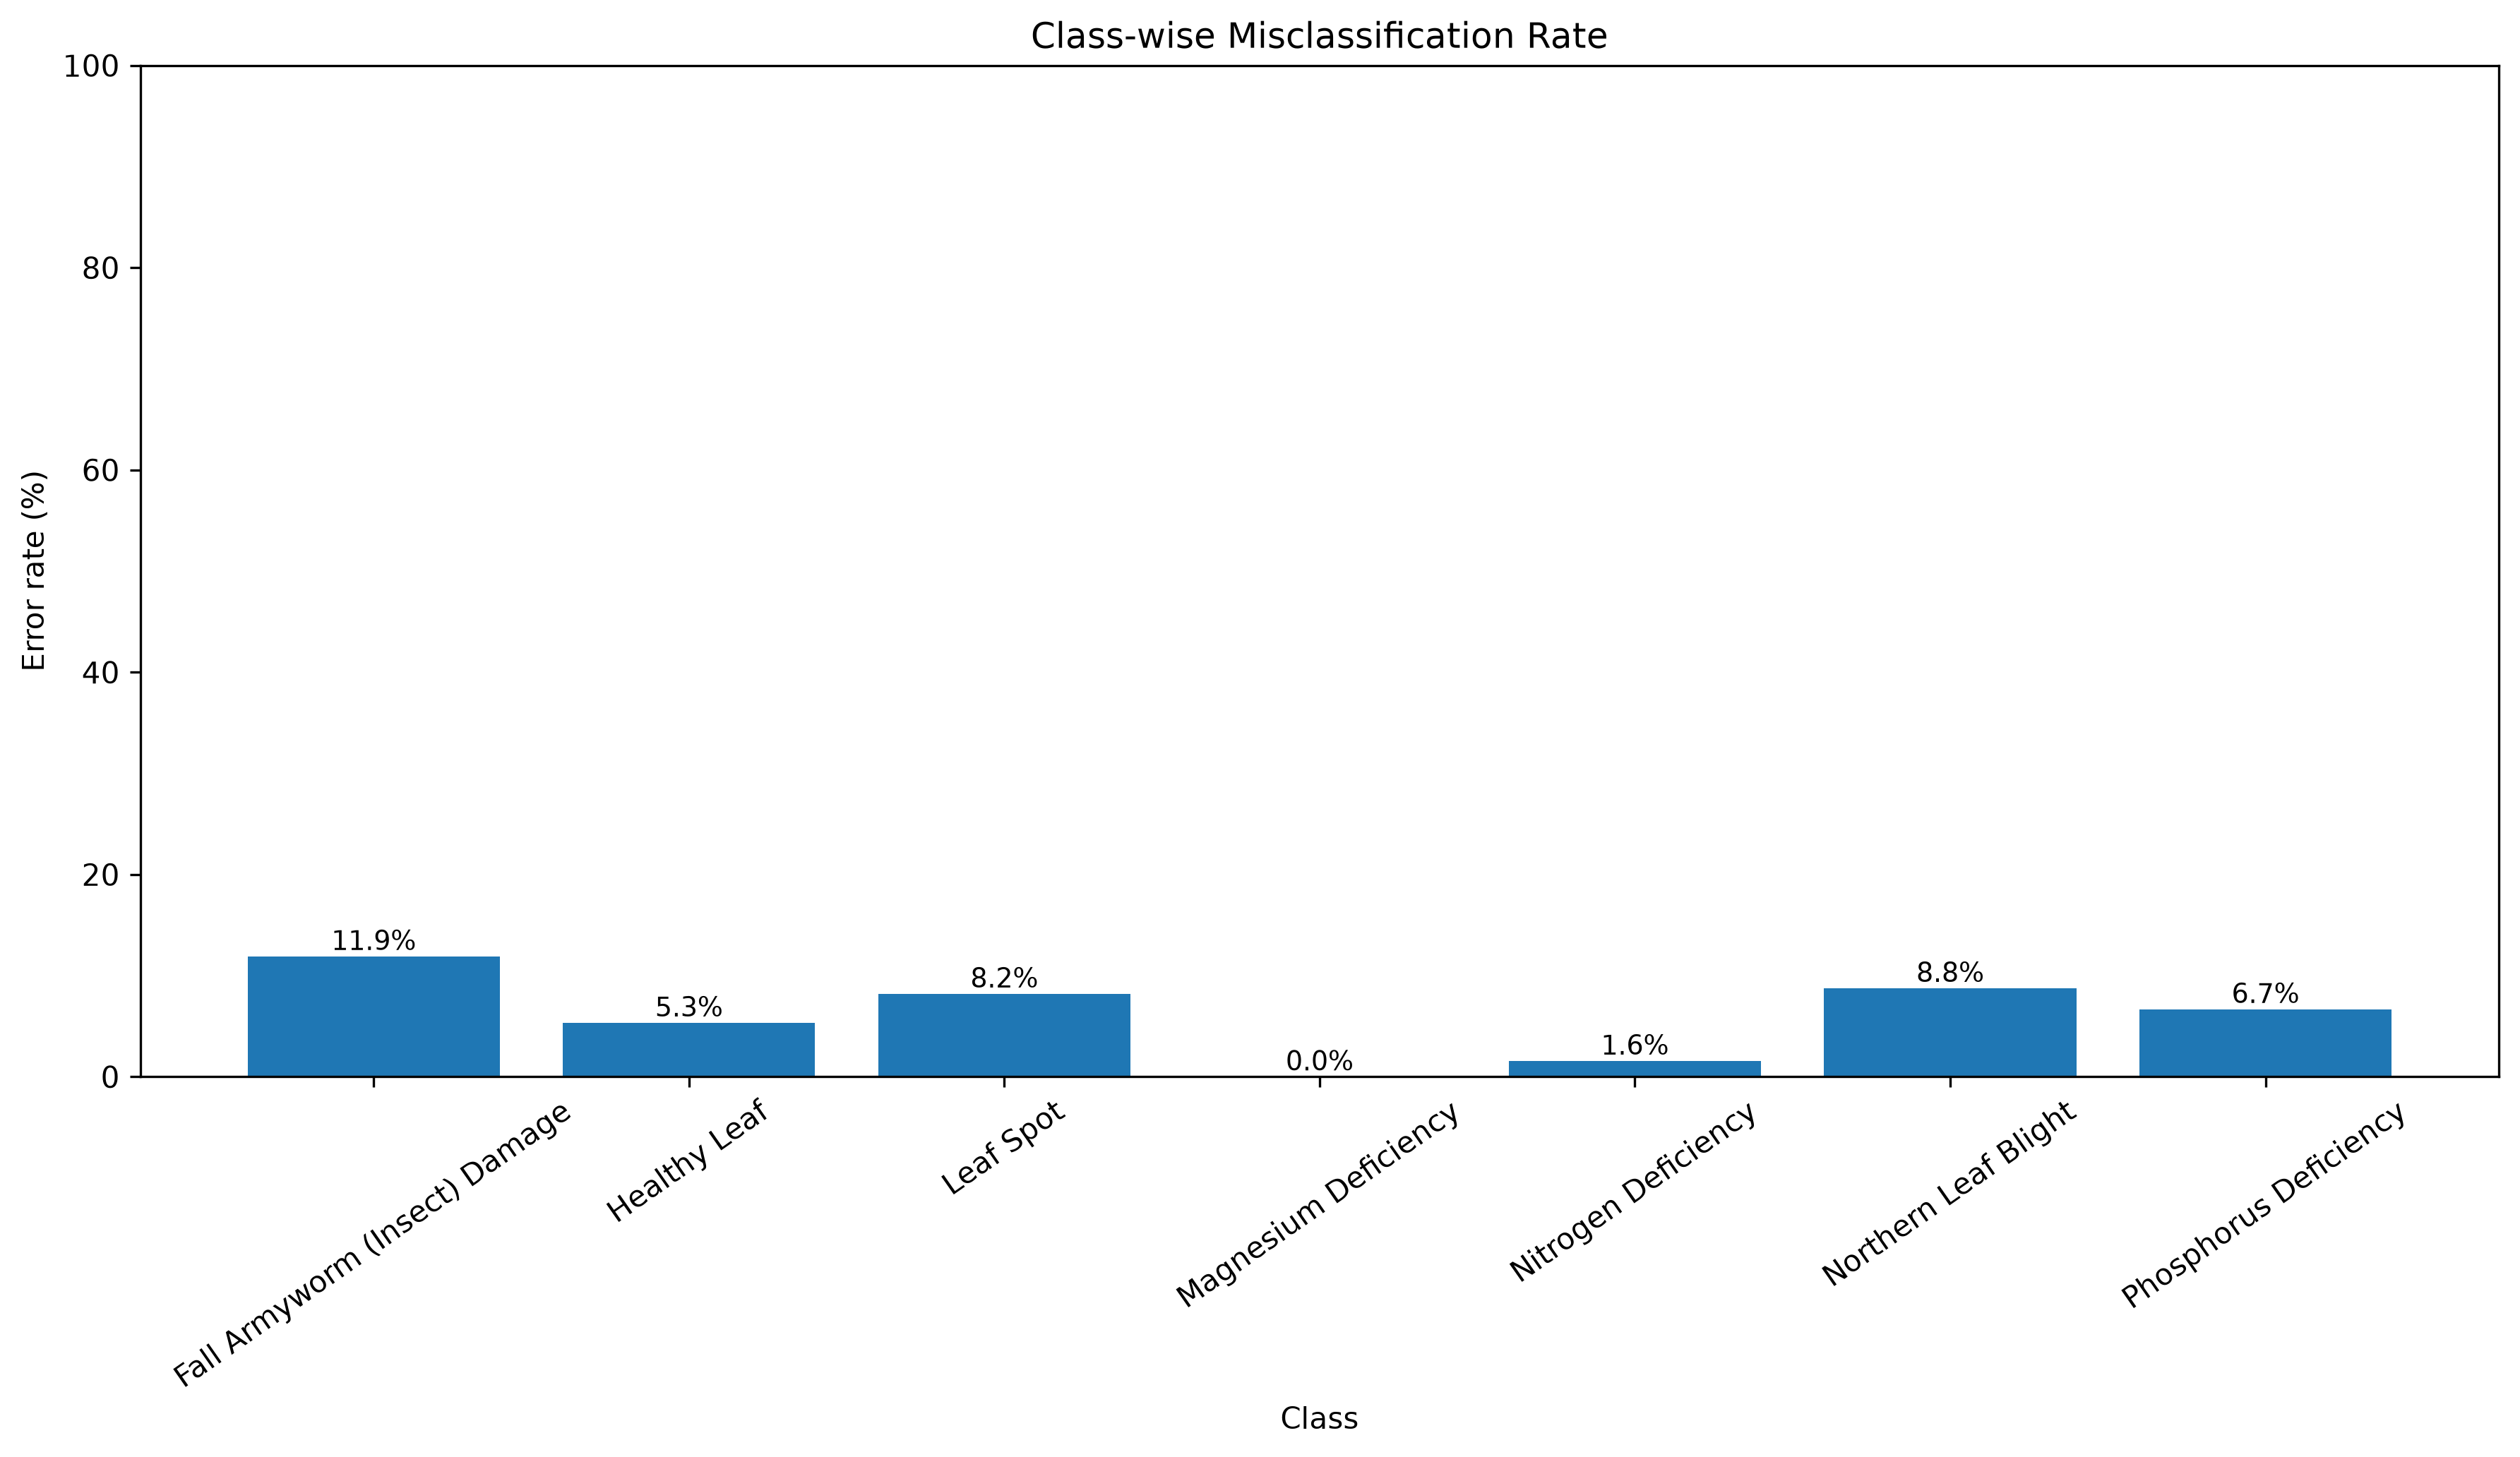 Class-wise Misclassification Rate
100
80
60
40
20
0
Error rate (%)
11.9%
5.3%
8.2%
0.0%
1.6%
8.8%
6.7%
Fall Armyworm (Insect) Damage
Healthy Leaf
Leaf Spot
Magnesium Deficiency
Nitrogen Deficiency
Northern Leaf Blight
Phosphorus Deficiency
Class